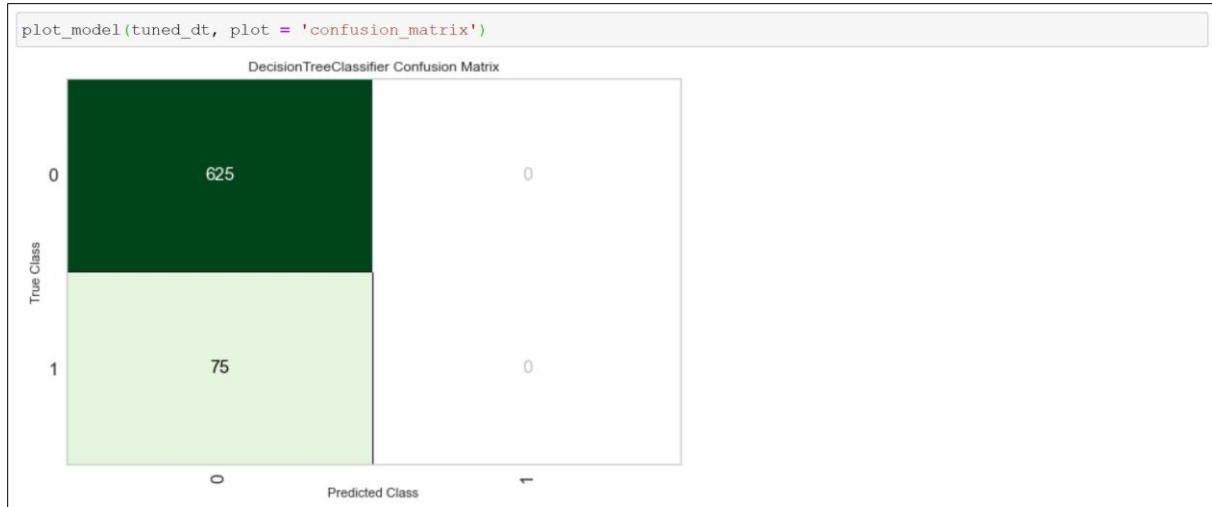 plot_model(tuned_dt, plot = 'confusion_matrix')
DecisionTreeClassifier Confusion Matrix
0
625
0
True Class
1
75
0
0
1
Predicted Class